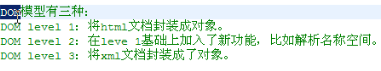 DOM模型有三种：
DOM level 1：将html文档封装成对象。
DOM level 2：在leve 1基础上加入了新功能，比如解析名称空间。
DOM level 3：将xml文档封装成了对象。